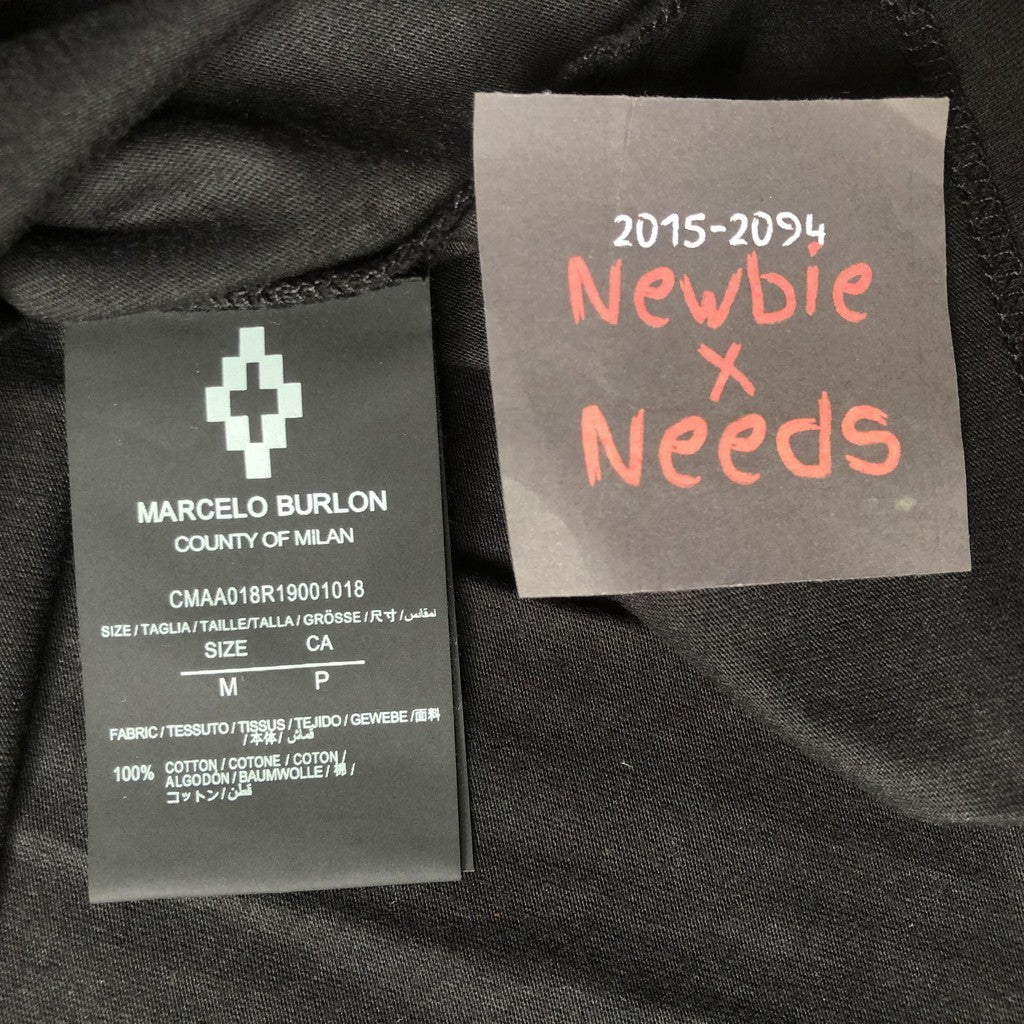 MARCELO BURLON
COUNTY OF MILAN
CMAA018R19001018
SIZE / TAGLIA / TAILLE/TALLA / GRÖSSE / 尺寸 / مقاس
SIZE CA
M P
FABRIC / TESSUTO / TISSUS / TEJIDO / GEWEBE /面料
/ 本体 / قماش
100% COTTON / COTONE / COTON /
ALGODÓN / BAUMWOLLE / 棉 /
コットン / قطن
2015-2094
Newbie
x
Needs